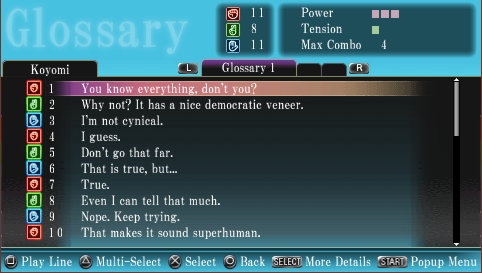 Glossary
11 Power
8 Tension
11 Max Combo 4
Koyomi L Glossary 1 R
1 You know everything, don't you?
2 Why not? It has a nice democratic veneer.
3 I'm not cynical.
4 I guess.
5 Don't go that far.
6 That is true, but...
7 True.
8 Even I can tell that much.
9 Nope. Keep trying.
10 That makes it sound superhuman.
Play Line Multi-Select Select Back SELECT More Details START Popup Menu